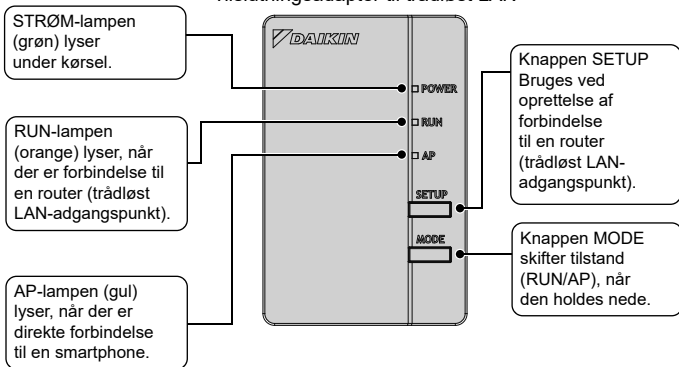 Tilslutningsadapter til trådløst LAN
STRØM-lampen
(grøn) lyser
under kørsel.
RUN-lampen
(orange) lyser, når
der er forbindelse til
en router (trådløst
LAN-adgangspunkt).
AP-lampen (gul)
lyser, når der er
direkte forbindelse
til en smartphone.
DAIKIN
POWER
RUN
AP
SETUP
MODE
Knappen SETUP
Bruges ved
oprettelse af
forbindelse
til en router
(trådløst LAN-
adgangspunkt).
Knappen MODE
skifter tilstand
(RUN/AP), når
den holdes nede.